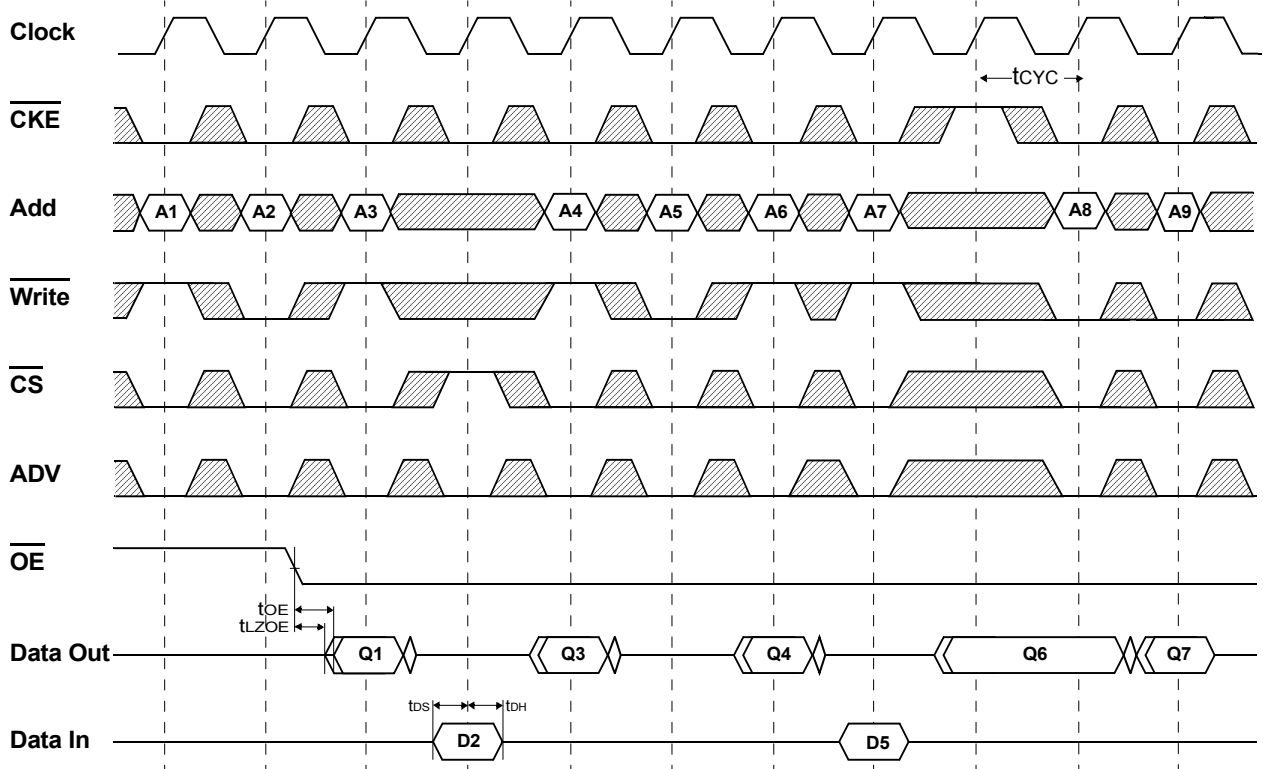 Clock
tCYC
CKE
Add A1 A2 A3 A4 A5 A6 A7 A8 A9
Write
CS
ADV
OE
tOE
tLZOE
Data Out Q1 Q3 Q4 Q6 Q7
tDS tDH
Data In D2 D5